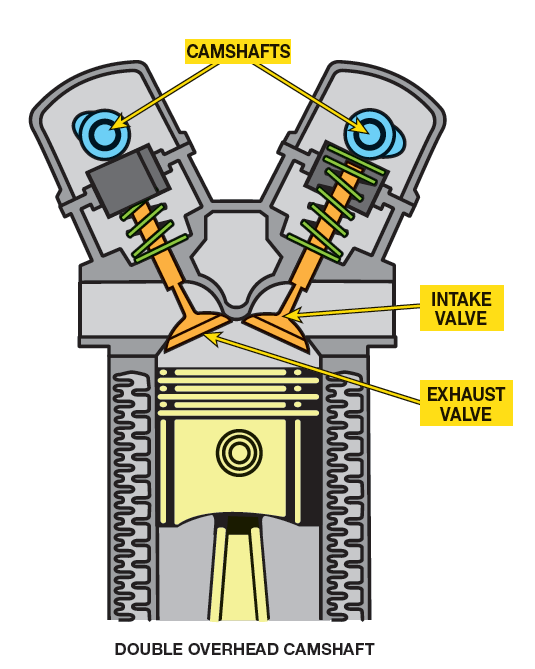 CAMSHAFTS
INTAKE
VALVE
EXHAUST
VALVE
DOUBLE OVERHEAD CAMSHAFT